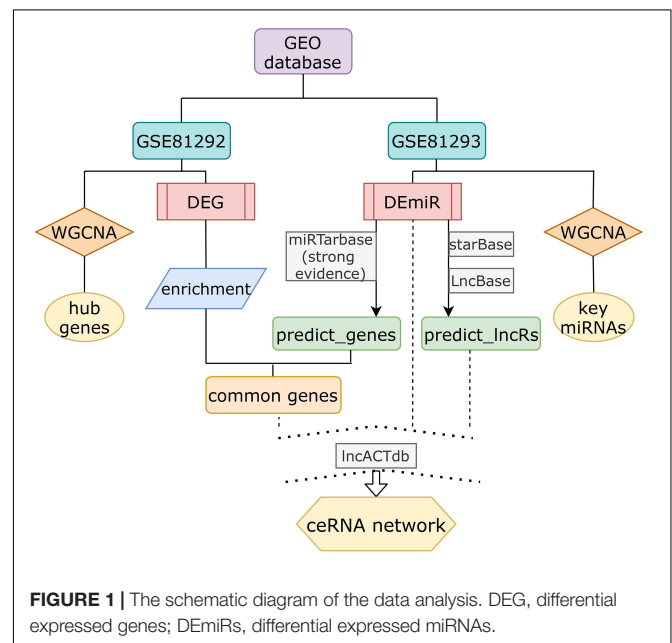 GEO
database
GSE81292
GSE81293
WGCNA
DEG
DEmiR
WGCNA
miRTarbase
(strong
evidence)
starBase
LncBase
hub
genes
enrichment
key
miRNAs
predict_genes
predict_lncRs
common genes
lncACTdb
ceRNA network
FIGURE 1 | The schematic diagram of the data analysis. DEG, differential
expressed genes; DEmiRs, differential expressed miRNAs.